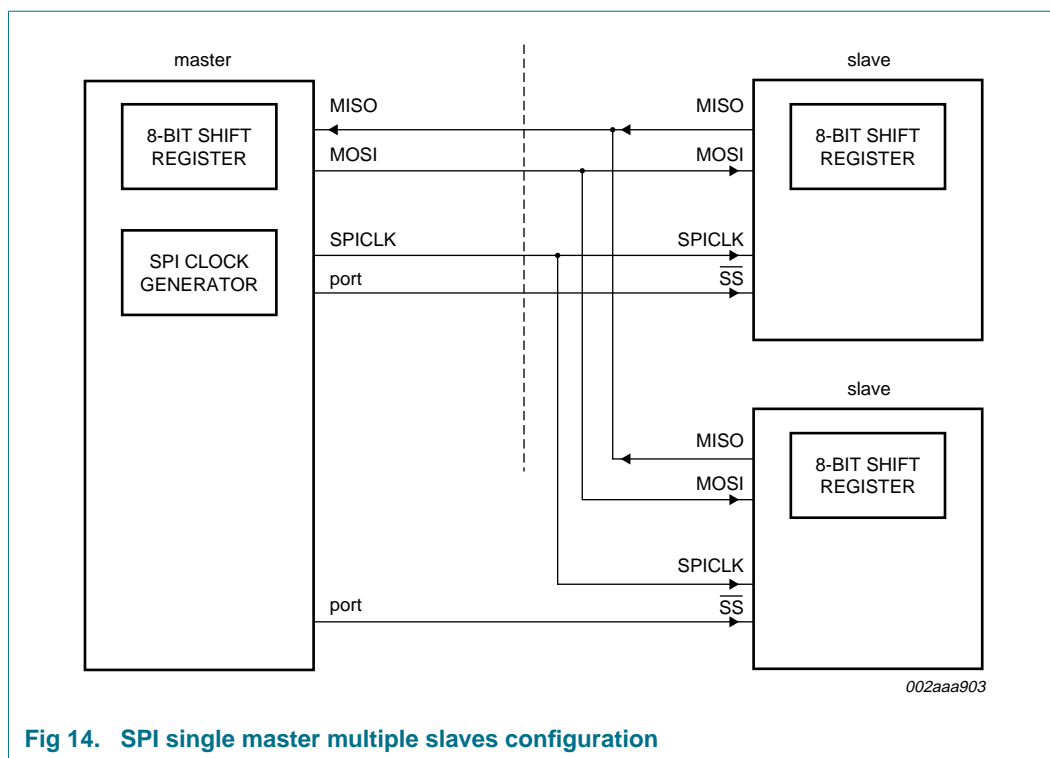 master
slave
8-BIT SHIFT
REGISTER
MISO
MISO
8-BIT SHIFT
REGISTER
MOSI
MOSI
SPI CLOCK
GENERATOR
SPICLK
SPICLK
port
SS
slave
MISO
8-BIT SHIFT
REGISTER
MOSI
SPICLK
port
SS
002aaa903
Fig 14. SPI single master multiple slaves configuration